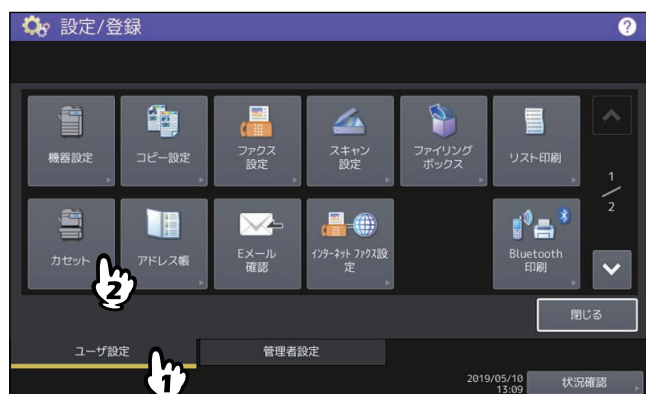 設定/登録
?
機器設定
コピー設定
ファクス
設定
スキャン
設定
ファイリング
ボックス
リスト印刷
1
2
カセット
アドレス帳
Eメール
確認
インターネット ファクス設
定
Bluetooth
印刷
2
閉じる
ユーザ設定
管理者設定
1
2019/05/10
13:09
状況確認